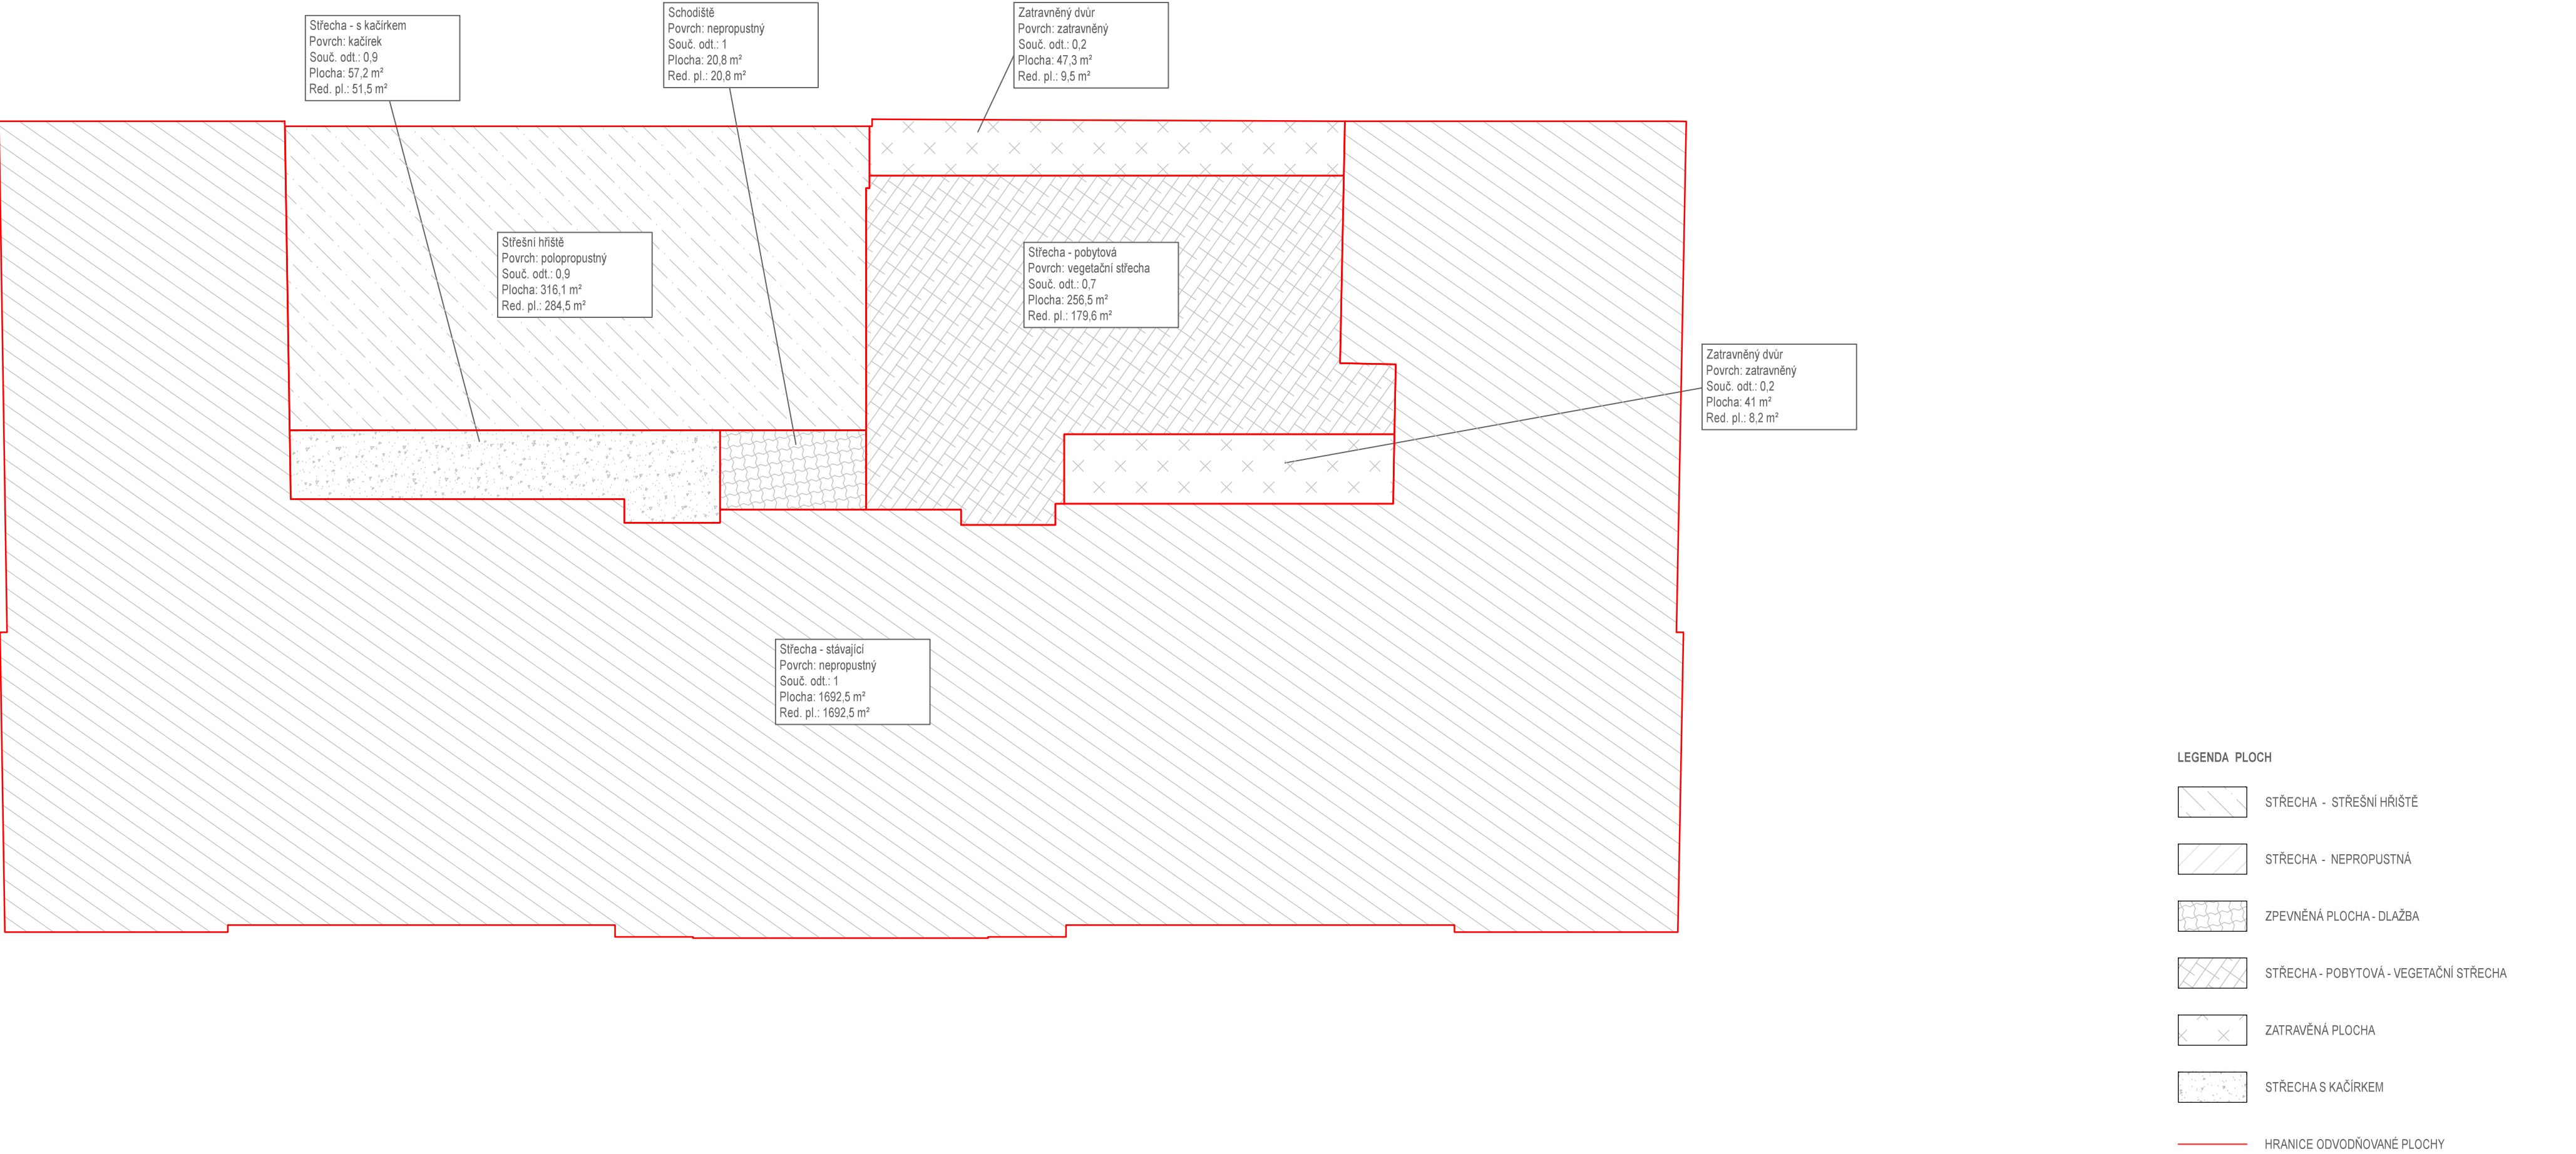 Střecha - s kačírkem
Povrch: kačírek
Souč. odt.: 0,9
Plocha: 57,2 m²
Red. pl.: 51,5 m²
Schodiště
Povrch: nepropustný
Souč. odt.: 1
Plocha: 20,8 m²
Red. pl.: 20,8 m²
Zatravněný dvůr
Povrch: zatravněný
Souč. odt.: 0,2
Plocha: 47,3 m²
Red. pl.: 9,5 m²
Střešní hřiště
Povrch: polopropustný
Souč. odt.: 0,9
Plocha: 316,1 m²
Red. pl.: 284,5 m²
Střecha - pobytová
Povrch: vegetační střecha
Souč. odt.: 0,7
Plocha: 256,5 m²
Red. pl.: 179,6 m²
Zatravněný dvůr
Povrch: zatravněný
Souč. odt.: 0,2
Plocha: 41 m²
Red. pl.: 8,2 m²
Střecha - stávající
Povrch: nepropustný
Souč. odt.: 1
Plocha: 1692,5 m²
Red. pl.: 1692,5 m²
LEGENDA PLOCH
STŘECHA - STŘEŠNÍ HŘIŠTĚ
STŘECHA - NEPROPUSTNÁ
ZPEVNĚNÁ PLOCHA - DLAŽBA
STŘECHA - POBYTOVÁ - VEGETAČNÍ STŘECHA
ZATRAVĚNÁ PLOCHA
STŘECHA S KAČÍRKEM
HRANICE ODVODŇOVANÉ PLOCHY